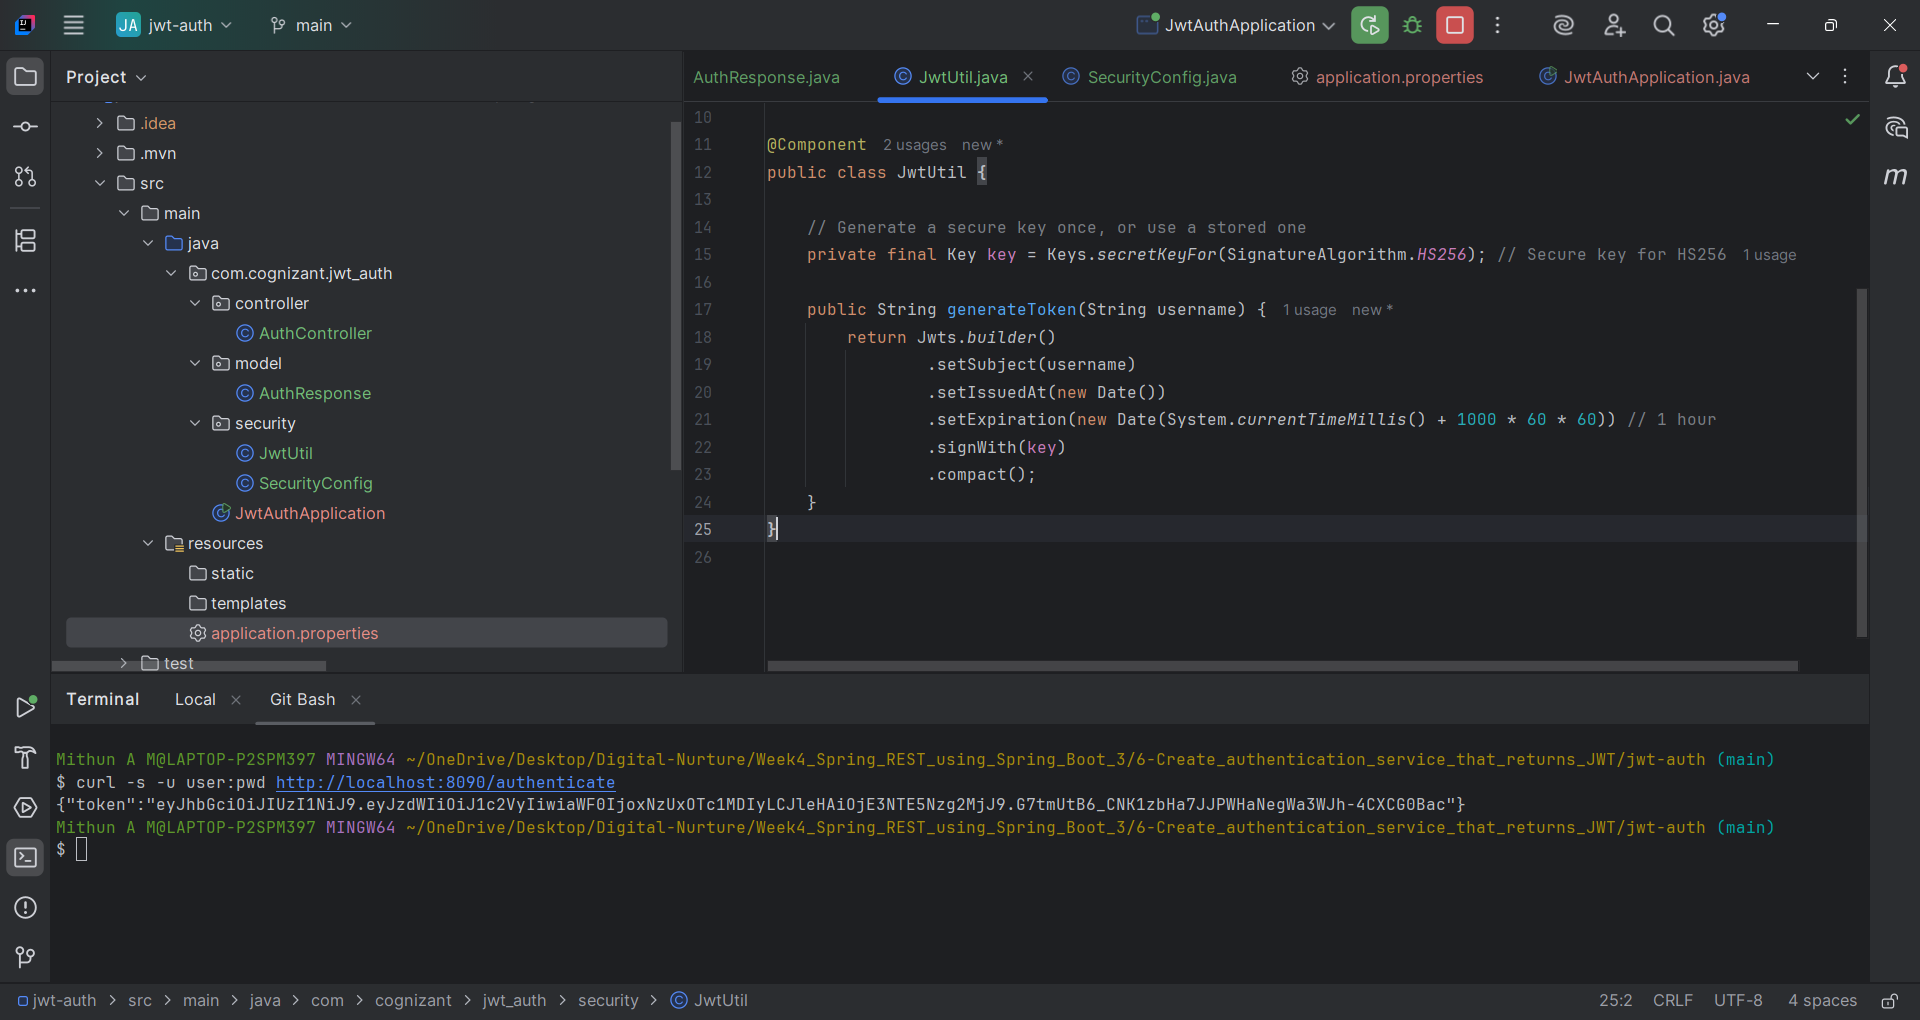 JA jwt-auth main JwtAuthApplication
Project
AuthResponse.java JwtUtil.java SecurityConfig.java application.properties JwtAuthApplication.java
.idea
.mvn
src
main
java
com.cognizant.jwt_auth
controller
AuthController
model
AuthResponse
security
JwtUtil
SecurityConfig
JwtAuthApplication
resources
static
templates
application.properties
test
10
11 @Component 2 usages new *
12 public class JwtUtil {
13
14 // Generate a secure key once, or use a stored one
15 private final Key key = Keys.secretKeyFor(SignatureAlgorithm.HS256); // Secure key for HS256 1 usage
16
17 public String generateToken(String username) { 1 usage new *
18 return Jwts.builder()
19 .setSubject(username)
20 .setIssuedAt(new Date())
21 .setExpiration(new Date(System.currentTimeMillis() + 1000 * 60 * 60)) // 1 hour
22 .signWith(key)
23 .compact();
24 }
25 }
26
Terminal Local Git Bash
Mithun A M@LAPTOP-P2SPM397 MINGW64 ~/OneDrive/Desktop/Digital-Nurture/Week4_Spring_REST_using_Spring_Boot_3/6-Create_authentication_service_that_returns_JWT/jwt-auth (main)
$ curl -s -u user:pwd http://localhost:8090/authenticate
{"token":"eyJhbGciOiJIUzI1NiJ9.eyJzdWIiOiJ1c2VyIiwiaWF0IjoxNzUxOTc1MDIyLCJleHAiOjE3NTE5Nzg2MjJ9.G7tmUtB6_CNK1zbHa7JJPWHaNegWa3WJh-4CXCG0Bac"}
Mithun A M@LAPTOP-P2SPM397 MINGW64 ~/OneDrive/Desktop/Digital-Nurture/Week4_Spring_REST_using_Spring_Boot_3/6-Create_authentication_service_that_returns_JWT/jwt-auth (main)
$
jwt-auth > src > main > java > com > cognizant > jwt_auth > security > JwtUtil 25:2 CRLF UTF-8 4 spaces